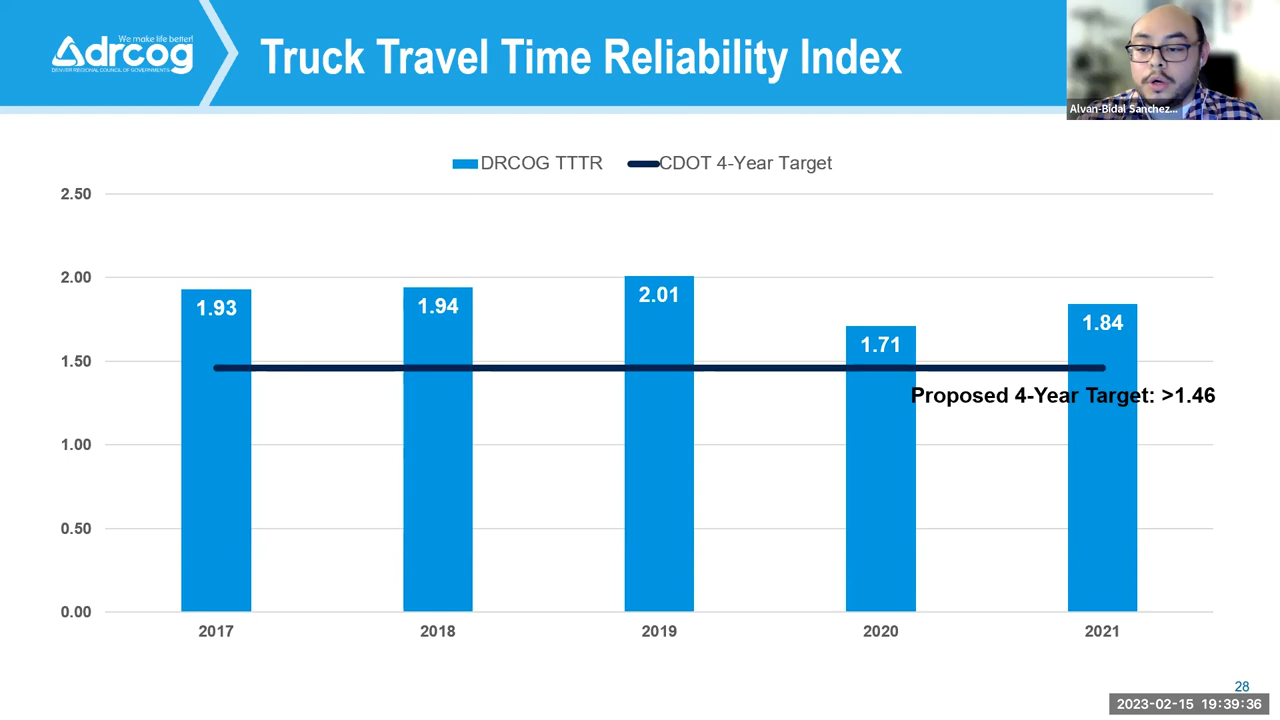 We make life better!
drcog
DENVER REGIONAL COUNCIL OF GOVERNMENTS
Truck Travel Time Reliability Index
Alvan-Bidal Sanchez...
DRCOG TTTR
CDOT 4-Year Target
2.50
2.00
1.50
1.00
0.50
0.00
1.93
1.94
2.01
1.71
1.84
Proposed 4-Year Target: >1.46
2017
2018
2019
2020
2021
28
2023-02-15 19:39:36